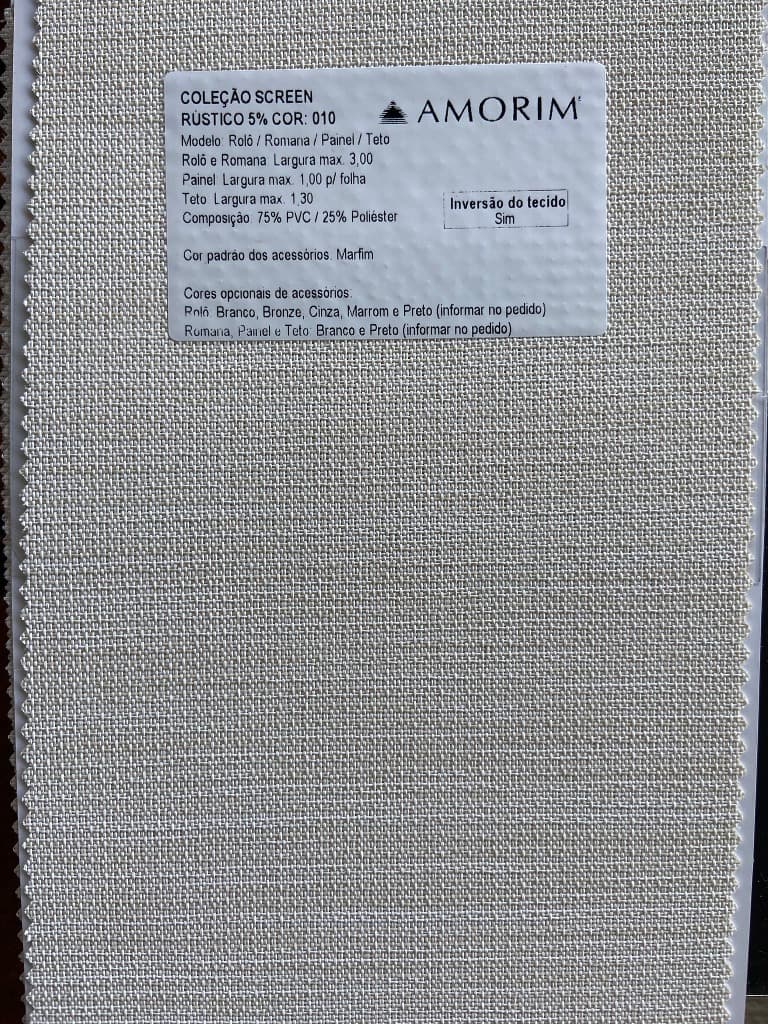 COLEÇÃO SCREEN
RÚSTICO 5% COR: 010
AMORIM
Modelo: Rolô / Romana / Painel / Teto
Rolô e Romana: Largura max. 3,00
Painel: Largura max. 1,00 p/ folha
Teto: Largura max. 1,30
Composição: 75% PVC / 25% Poliéster
Inversão do tecido
Sim
Cor padrão dos acessórios: Marfim
Cores opcionais de acessórios:
Rolô: Branco, Bronze, Cinza, Marrom e Preto (informar no pedido)
Romana, Painel e Teto: Branco e Preto (informar no pedido)